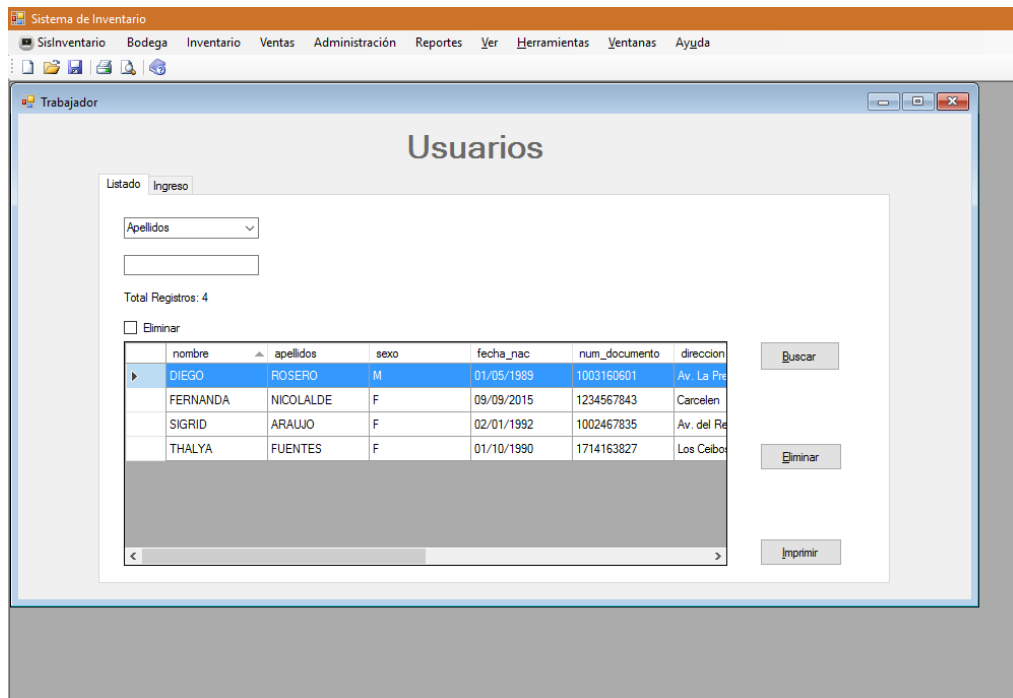 Sistema de Inventario
SisInventario Bodega Inventario Ventas Administración Reportes Ver Herramientas Ventanas Ayuda
Trabajador
Usuarios
Listado Ingreso
Apellidos
Total Registros: 4
Eliminar
nombre apellidos sexo fecha_nac num_documento direccion
DIEGO ROSERO M 01/05/1989 1003160601 Av. La Pre
FERNANDA NICOLALDE F 09/09/2015 1234567843 Carcelen
SIGRID ARAUJO F 02/01/1992 1002467835 Av. del Re
THALYA FUENTES F 01/10/1990 1714163827 Los Ceibos
Buscar
Eliminar
Imprimir